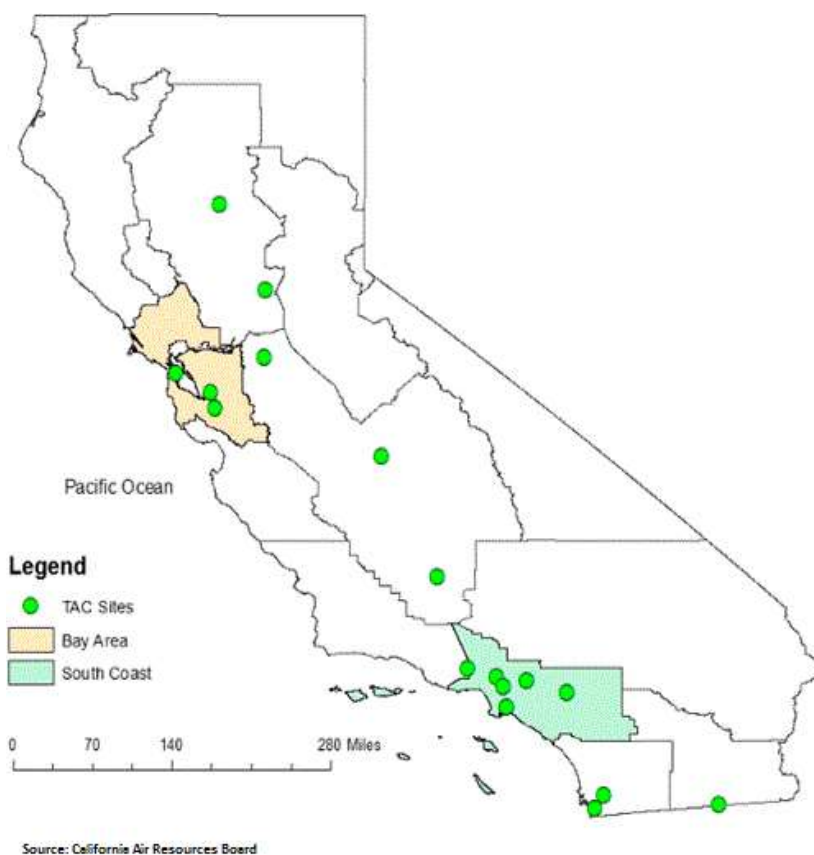 Pacific Ocean
Legend
TAC Sites
Bay Area
South Coast
0 70 140 280 Miles
Source: California Air Resources Board